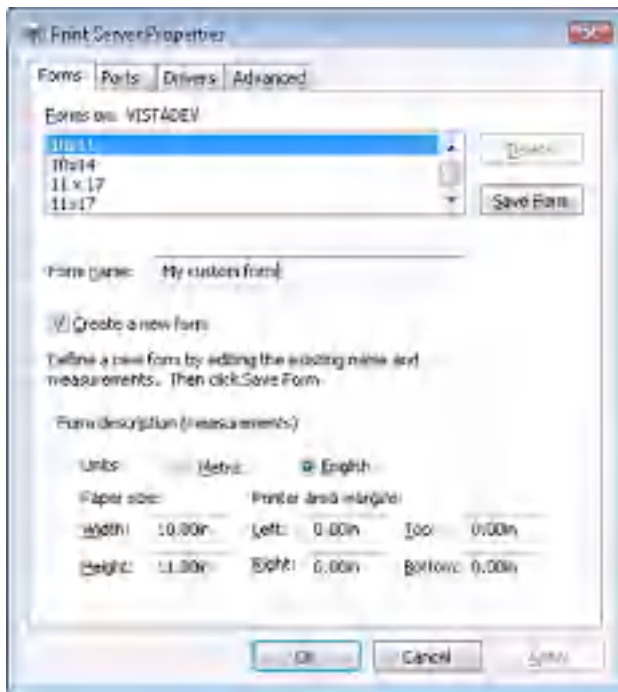 Print Server Properties
Forms Ports Drivers Advanced
Forms on: VISTADEV
10x11
10x14
11 x 17
11x17
Delete
Save Form
Form name: My custom form
Create a new form
Define a new form by editing the existing name and
measurements. Then click Save Form.
Form description (measurements)
Units: Metric English
Paper size: Printer area margins:
Width: 10.00in Left: 0.00in Top: 0.00in
Height: 11.00in Right: 0.00in Bottom: 0.00in
OK Cancel Apply